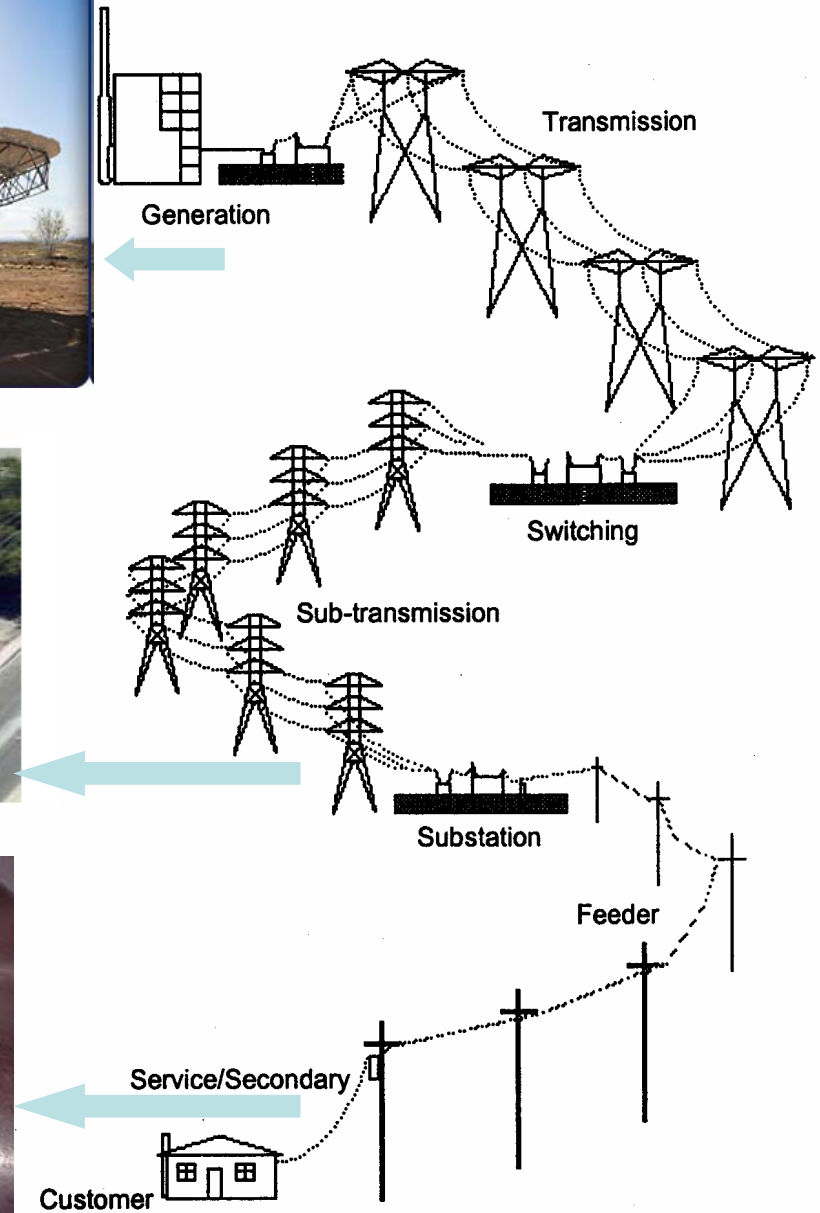 Transmission
Generation
Switching
Sub-transmission
Substation
Feeder
Service/Secondary
Customer